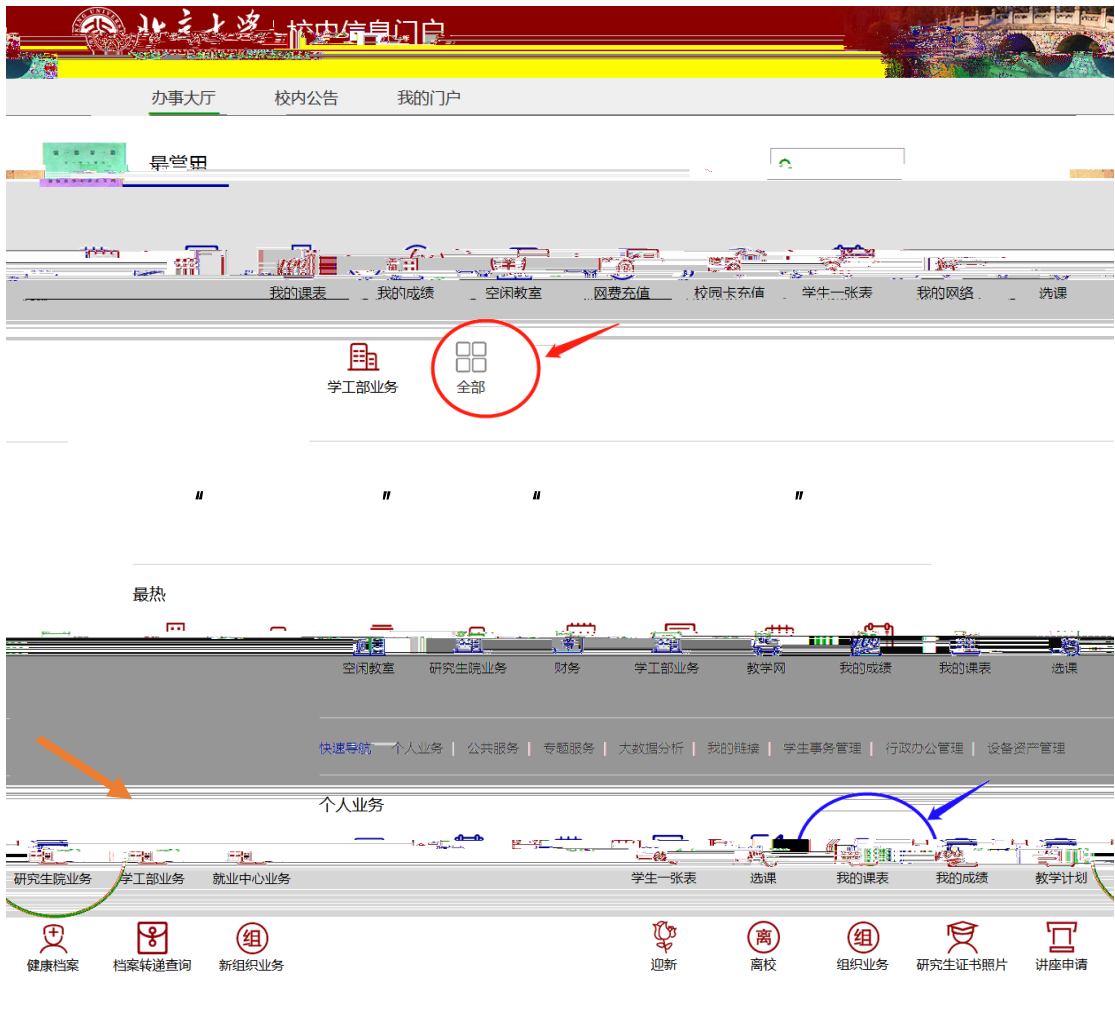 北京大学 校内信息门户
办事大厅 校内公告 我的门户
最常用
我的课表 我的成绩 空闲教室 网费充值 校园卡充值 学生一张表 我的网络 选课
学工部业务 全部
“ ” “ ”
最热
空闲教室 研究生院业务 财务 学工部业务 教学网 我的成绩 我的课表 选课
快速导航 个人业务 | 公共服务 | 专题服务 | 大数据分析 | 我的链接 | 学生事务管理 | 行政办公管理 | 设备资产管理
个人业务
研究生院业务 学工部业务 就业中心业务 学生一张表 选课 我的课表 我的成绩 教学计划
组 离 组
健康档案 档案转递查询 新组织业务 迎新 离校 组织业务 研究生证书照片 讲座申请